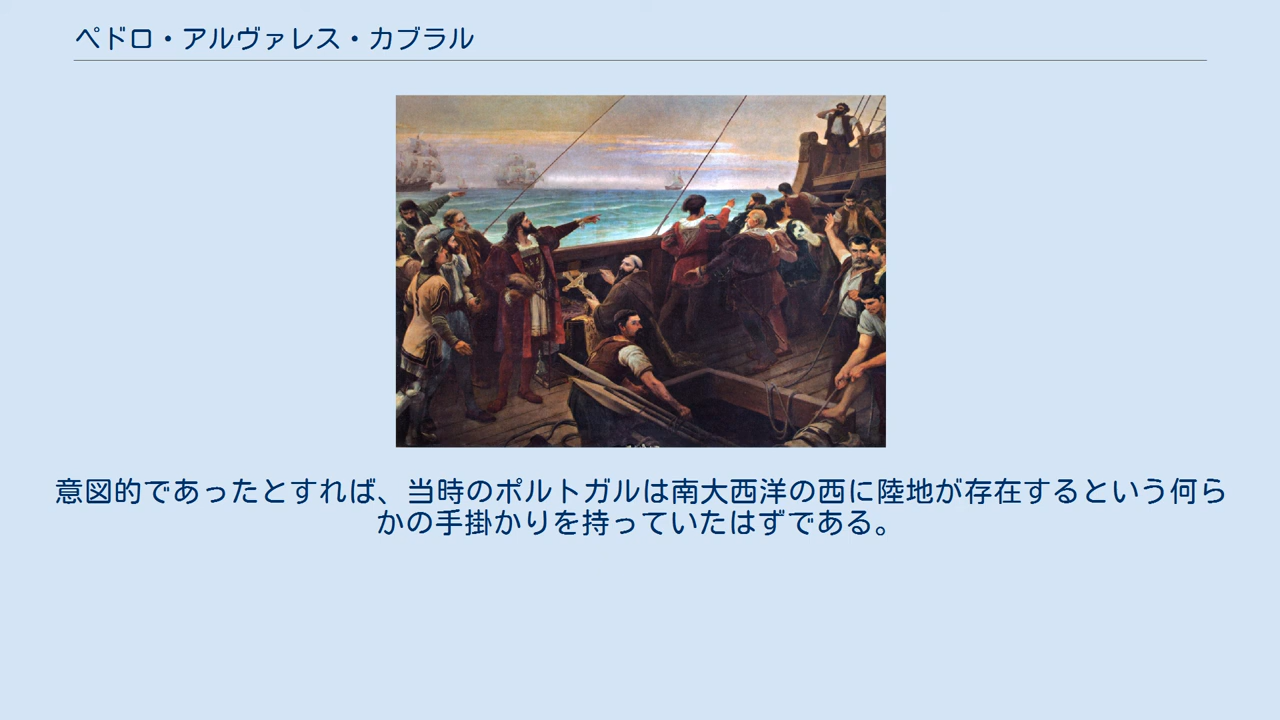 ペドロ・アルヴァレス・カブラル
意図的であったとすれば、当時のポルトガルは南大西洋の西に陸地が存在するという何ら
かの手掛かりを持っていたはずである。